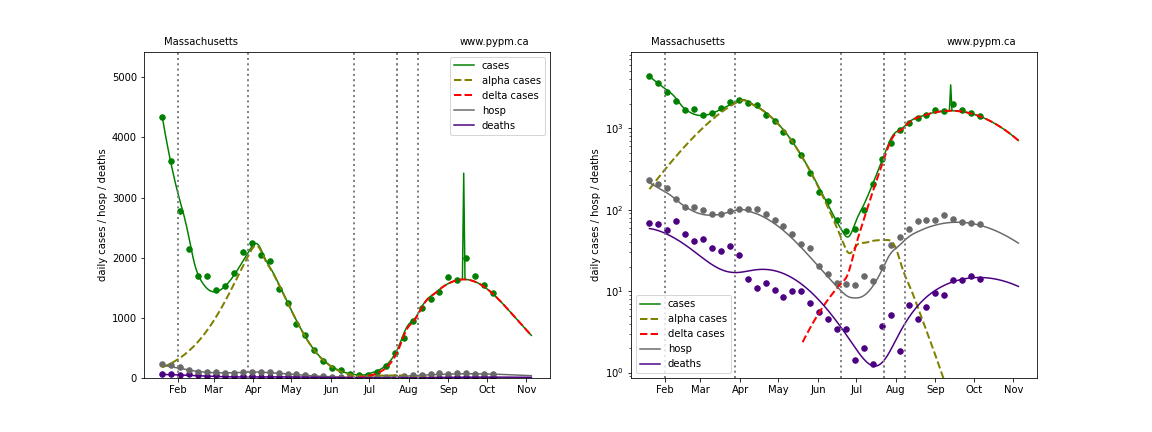 Massachusetts www.pypm.ca
daily cases / hosp / deaths
5000
4000
3000
2000
1000
0
cases
alpha cases
delta cases
hosp
deaths
Feb Mar Apr May Jun Jul Aug Sep Oct Nov
Massachusetts www.pypm.ca
daily cases / hosp / deaths
10³
10²
10¹
10⁰
cases
alpha cases
delta cases
hosp
deaths
Feb Mar Apr May Jun Jul Aug Sep Oct Nov